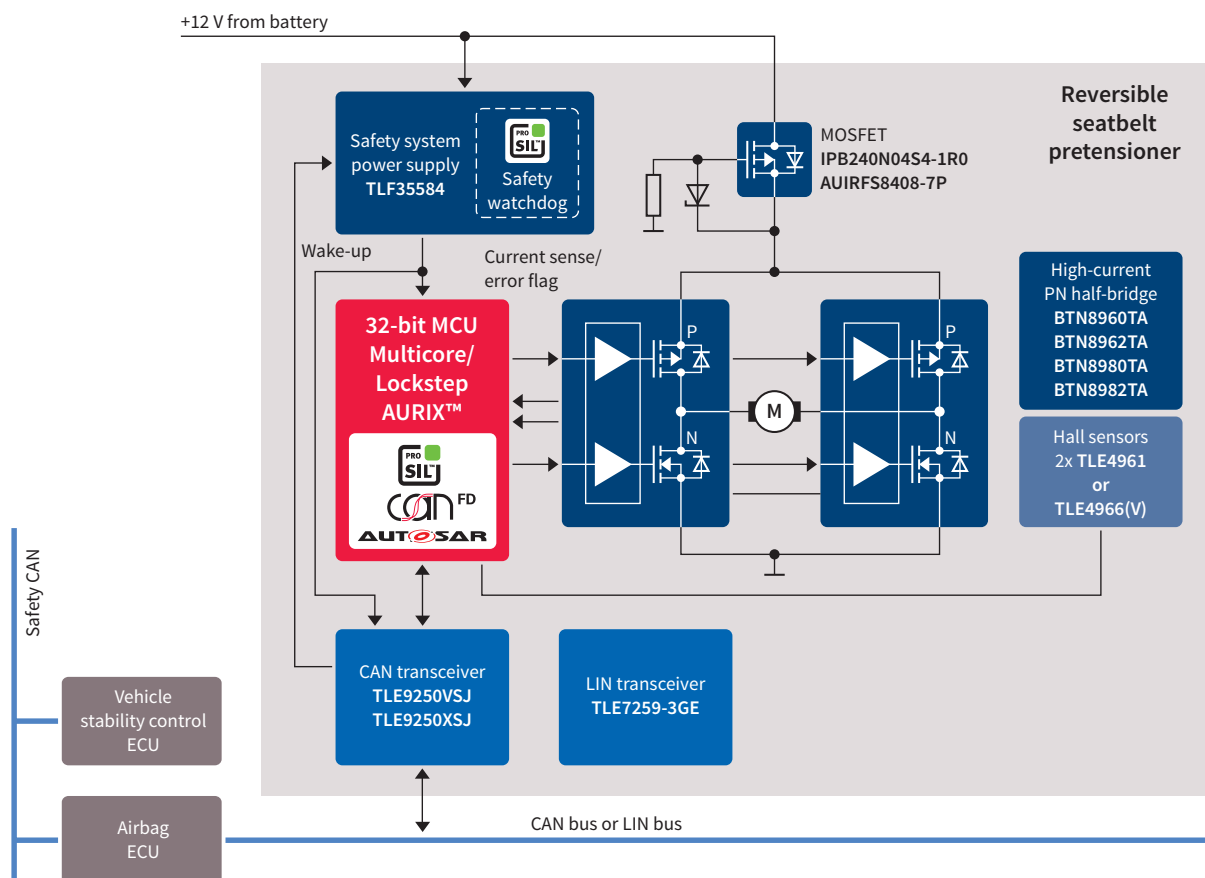 +12 V from battery
Reversible
seatbelt
pretensioner
Safety system
power supply
TLF35584
PRO
SIL™
Safety
watchdog
MOSFET
IPB240N04S4-1R0
AUIRFS8408-7P
Wake-up
Current sense/
error flag
32-bit MCU
Multicore/
Lockstep
AURIX™
PRO
SIL™
CAN FD
AUTOSAR
P
N
M
P
N
High-current
PN half-bridge
BTN8960TA
BTN8962TA
BTN8980TA
BTN8982TA
Hall sensors
2x TLE4961
or
TLE4966(V)
Safety CAN
CAN transceiver
TLE9250VSJ
TLE9250XSJ
LIN transceiver
TLE7259-3GE
Vehicle
stability control
ECU
Airbag
ECU
CAN bus or LIN bus